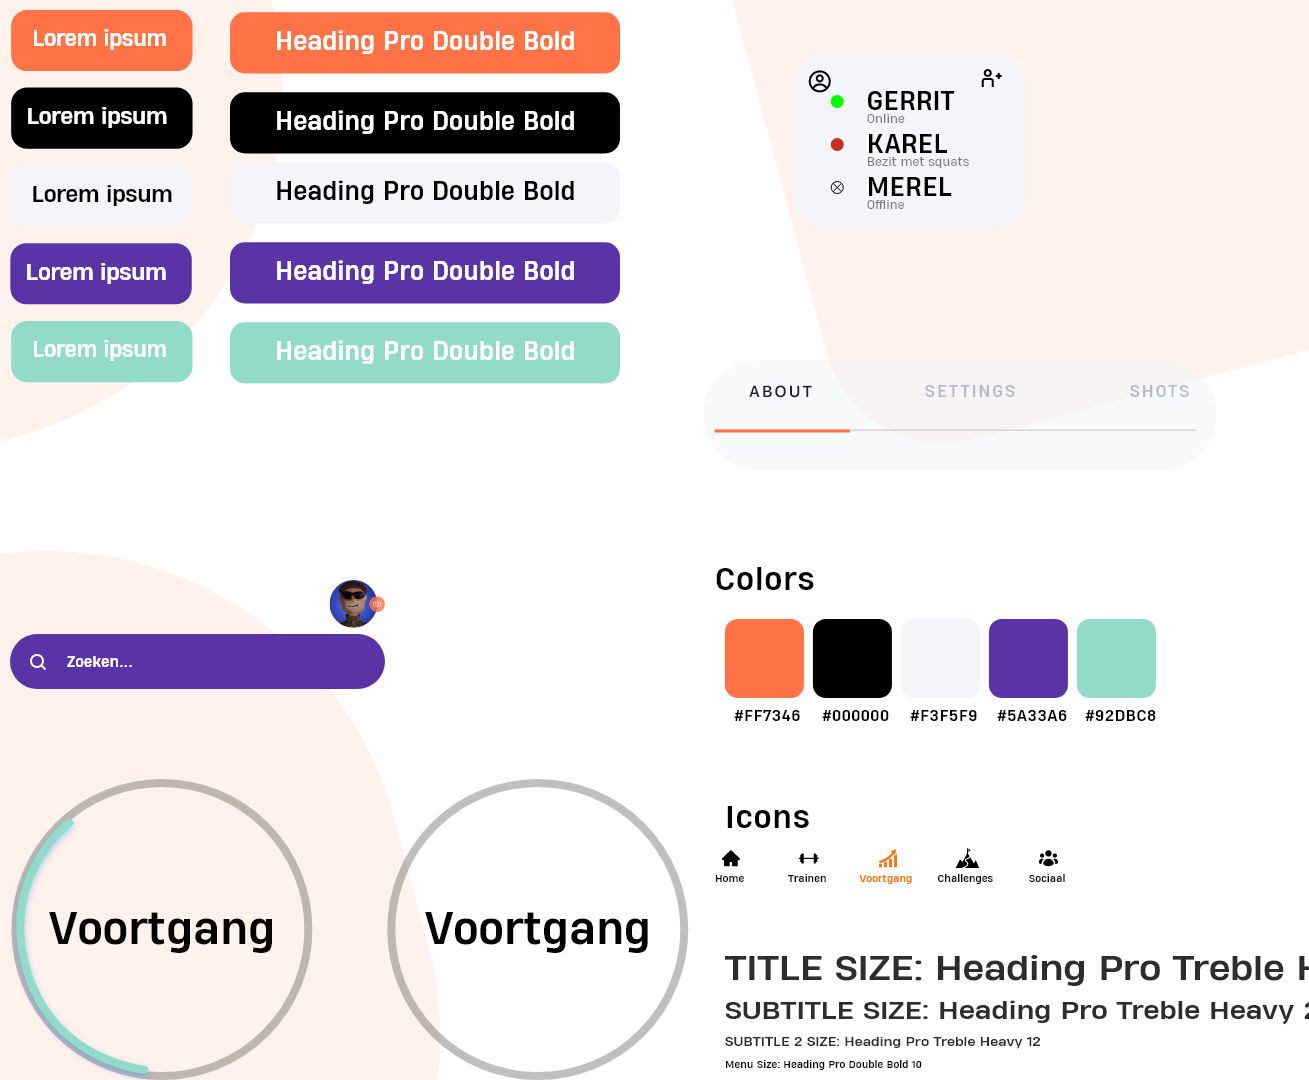 Lorem ipsum
Heading Pro Double Bold
Lorem ipsum
Heading Pro Double Bold
Lorem ipsum
Heading Pro Double Bold
Lorem ipsum
Heading Pro Double Bold
Lorem ipsum
Heading Pro Double Bold
GERRIT
Online
KAREL
Bezit met squats
MEREL
Offline
ABOUT SETTINGS SHOTS
Zoeken...
Voortgang
Voortgang
Colors
#FF7346 #000000 #F3F5F9 #5A33A6 #92DBC8
Icons
Home Trainen Voortgang Challenges Sociaal
TITLE SIZE: Heading Pro Treble
SUBTITLE SIZE: Heading Pro Treble Heavy
SUBTITLE 2 SIZE: Heading Pro Treble Heavy 12
Menu Size: Heading Pro Double Bold 10